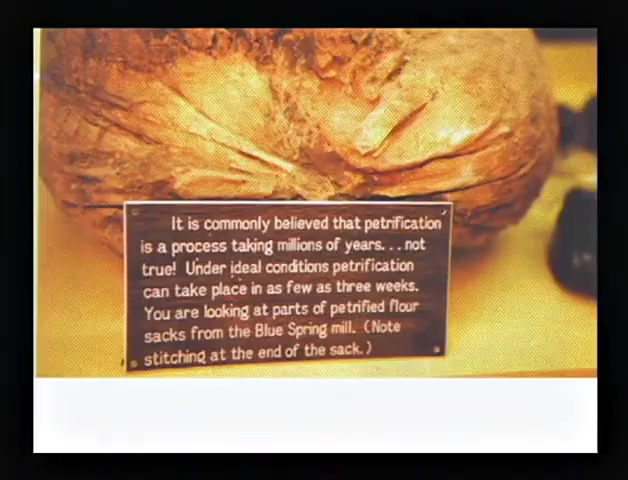 It is commonly believed that petrification
is a process taking millions of years...not
true! Under ideal conditions petrification
can take place in as few as three weeks.
You are looking at parts of petrified flour
sacks from the Blue Spring mill. (Note
stitching at the end of the sack.)